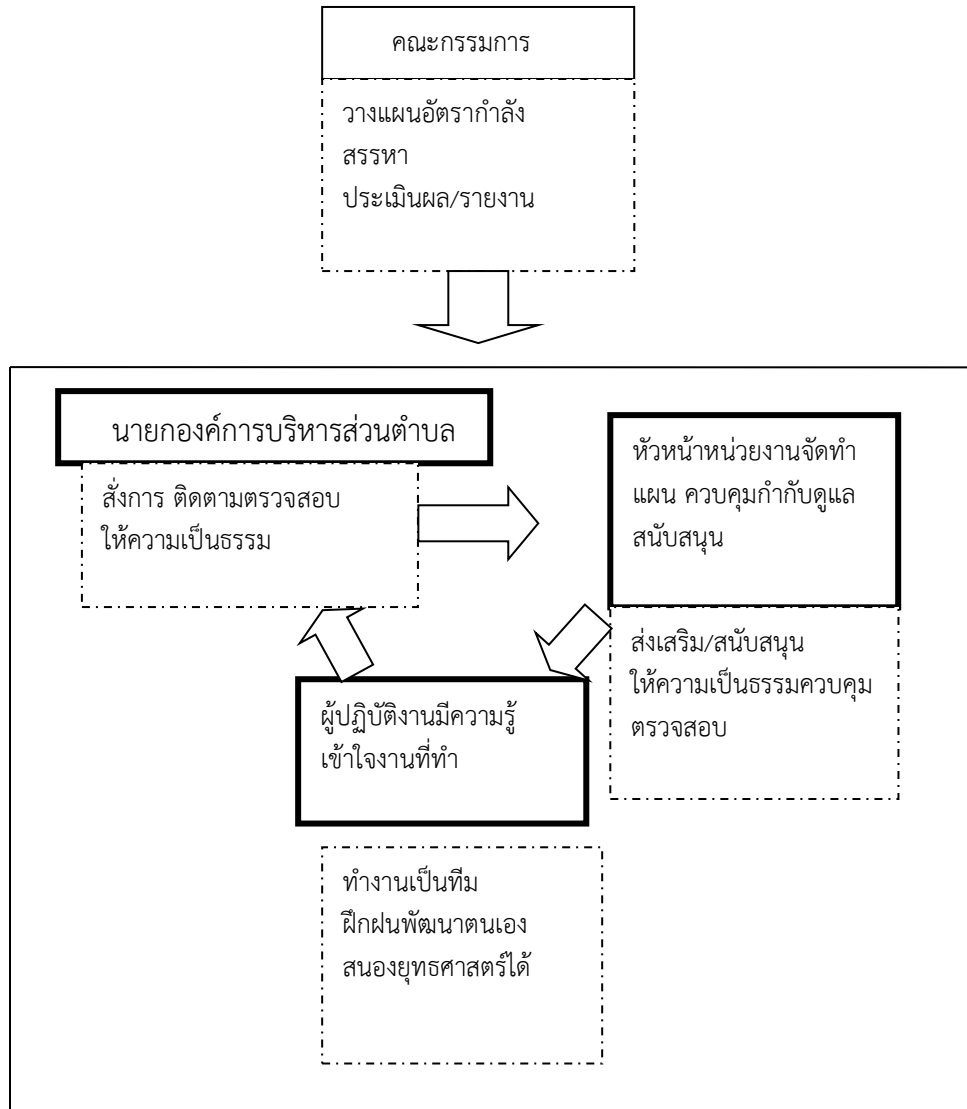 คณะกรรมการ
วางแผนอัตรากำลัง
สรรหา
ประเมินผล/รายงาน
นายกองค์การบริหารส่วนตำบล
สั่งการ ติดตามตรวจสอบ
ให้ความเป็นธรรม
หัวหน้าหน่วยงานจัดทำ
แผน ควบคุมกำกับดูแล
สนับสนุน
ส่งเสริม/สนับสนุน
ให้ความเป็นธรรมควบคุม
ตรวจสอบ
ผู้ปฏิบัติงานมีความรู้
เข้าใจงานที่ทำ
ทำงานเป็นทีม
ฝึกฝนพัฒนาตนเอง
สนองยุทธศาสตร์ได้